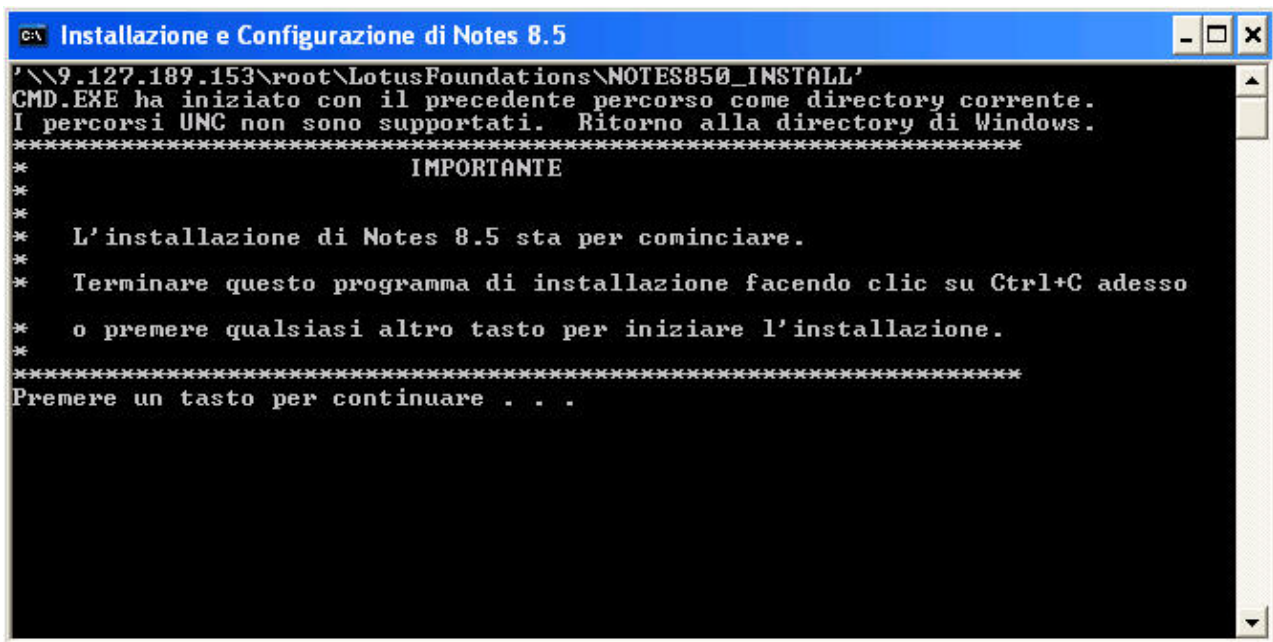 Installazione e Configurazione di Notes 8.5
'\\9.127.189.153\root\LotusFoundations\NOTES850_INSTALL'
CMD.EXE ha iniziato con il precedente percorso come directory corrente.
I percorsi UNC non sono supportati.  Ritorno alla directory di Windows.
*******************************************************************
*                         IMPORTANTE
*
*
*   L'installazione di Notes 8.5 sta per cominciare.
*
*   Terminare questo programma di installazione facendo clic su Ctrl+C adesso
*   o premere qualsiasi altro tasto per iniziare l'installazione.
*
*******************************************************************
Premere un tasto per continuare . . .